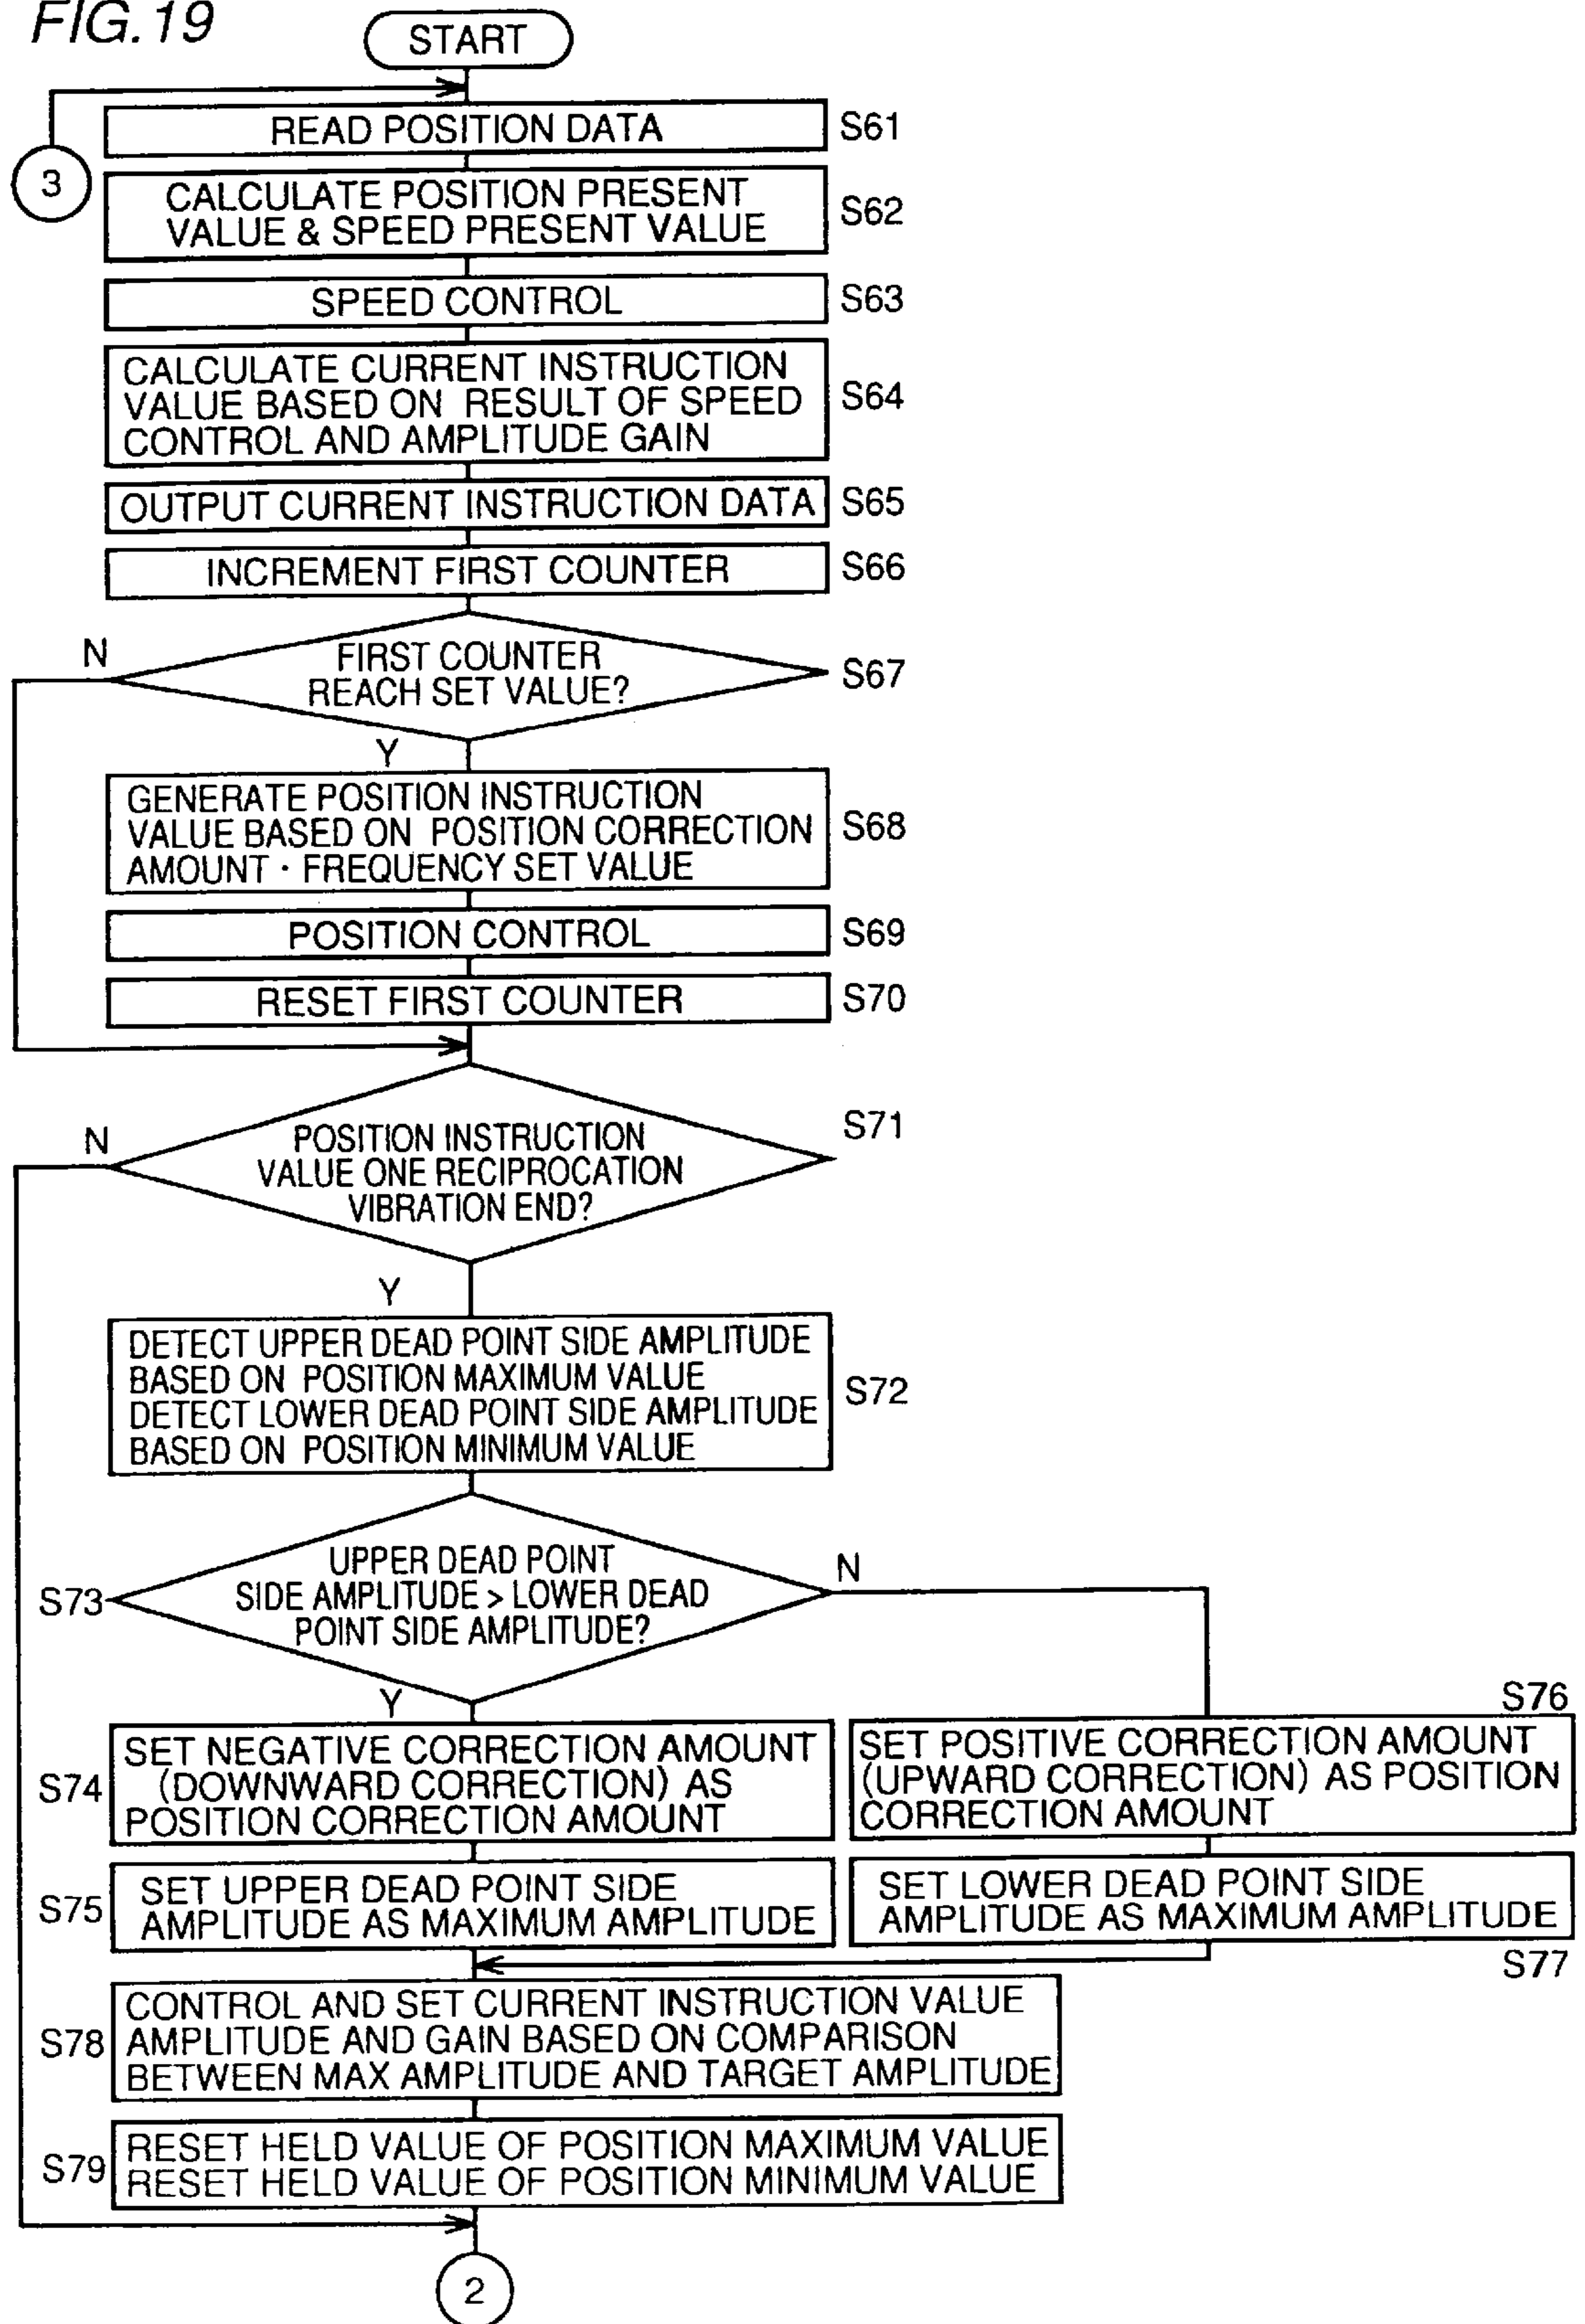 FIG. 19
START
3
READ POSITION DATA
S61
CALCULATE POSITION PRESENT
VALUE & SPEED PRESENT VALUE
S62
SPEED CONTROL
S63
CALCULATE CURRENT INSTRUCTION
VALUE BASED ON RESULT OF SPEED
CONTROL AND AMPLITUDE GAIN
S64
OUTPUT CURRENT INSTRUCTION DATA
S65
INCREMENT FIRST COUNTER
S66
N
FIRST COUNTER
REACH SET VALUE?
S67
Y
GENERATE POSITION INSTRUCTION
VALUE BASED ON POSITION CORRECTION
AMOUNT · FREQUENCY SET VALUE
S68
POSITION CONTROL
S69
RESET FIRST COUNTER
S70
N
POSITION INSTRUCTION
VALUE ONE RECIPROCATION
VIBRATION END?
S71
Y
DETECT UPPER DEAD POINT SIDE AMPLITUDE
BASED ON POSITION MAXIMUM VALUE
DETECT LOWER DEAD POINT SIDE AMPLITUDE
BASED ON POSITION MINIMUM VALUE
S72
S73
UPPER DEAD POINT
SIDE AMPLITUDE > LOWER DEAD
POINT SIDE AMPLITUDE?
N
Y
S74
SET NEGATIVE CORRECTION AMOUNT
(DOWNWARD CORRECTION) AS
POSITION CORRECTION AMOUNT
S76
SET POSITIVE CORRECTION AMOUNT
(UPWARD CORRECTION) AS POSITION
CORRECTION AMOUNT
S75
SET UPPER DEAD POINT SIDE
AMPLITUDE AS MAXIMUM AMPLITUDE
SET LOWER DEAD POINT SIDE
AMPLITUDE AS MAXIMUM AMPLITUDE
S77
S78
CONTROL AND SET CURRENT INSTRUCTION VALUE
AMPLITUDE AND GAIN BASED ON COMPARISON
BETWEEN MAX AMPLITUDE AND TARGET AMPLITUDE
S79
RESET HELD VALUE OF POSITION MAXIMUM VALUE
RESET HELD VALUE OF POSITION MINIMUM VALUE
2